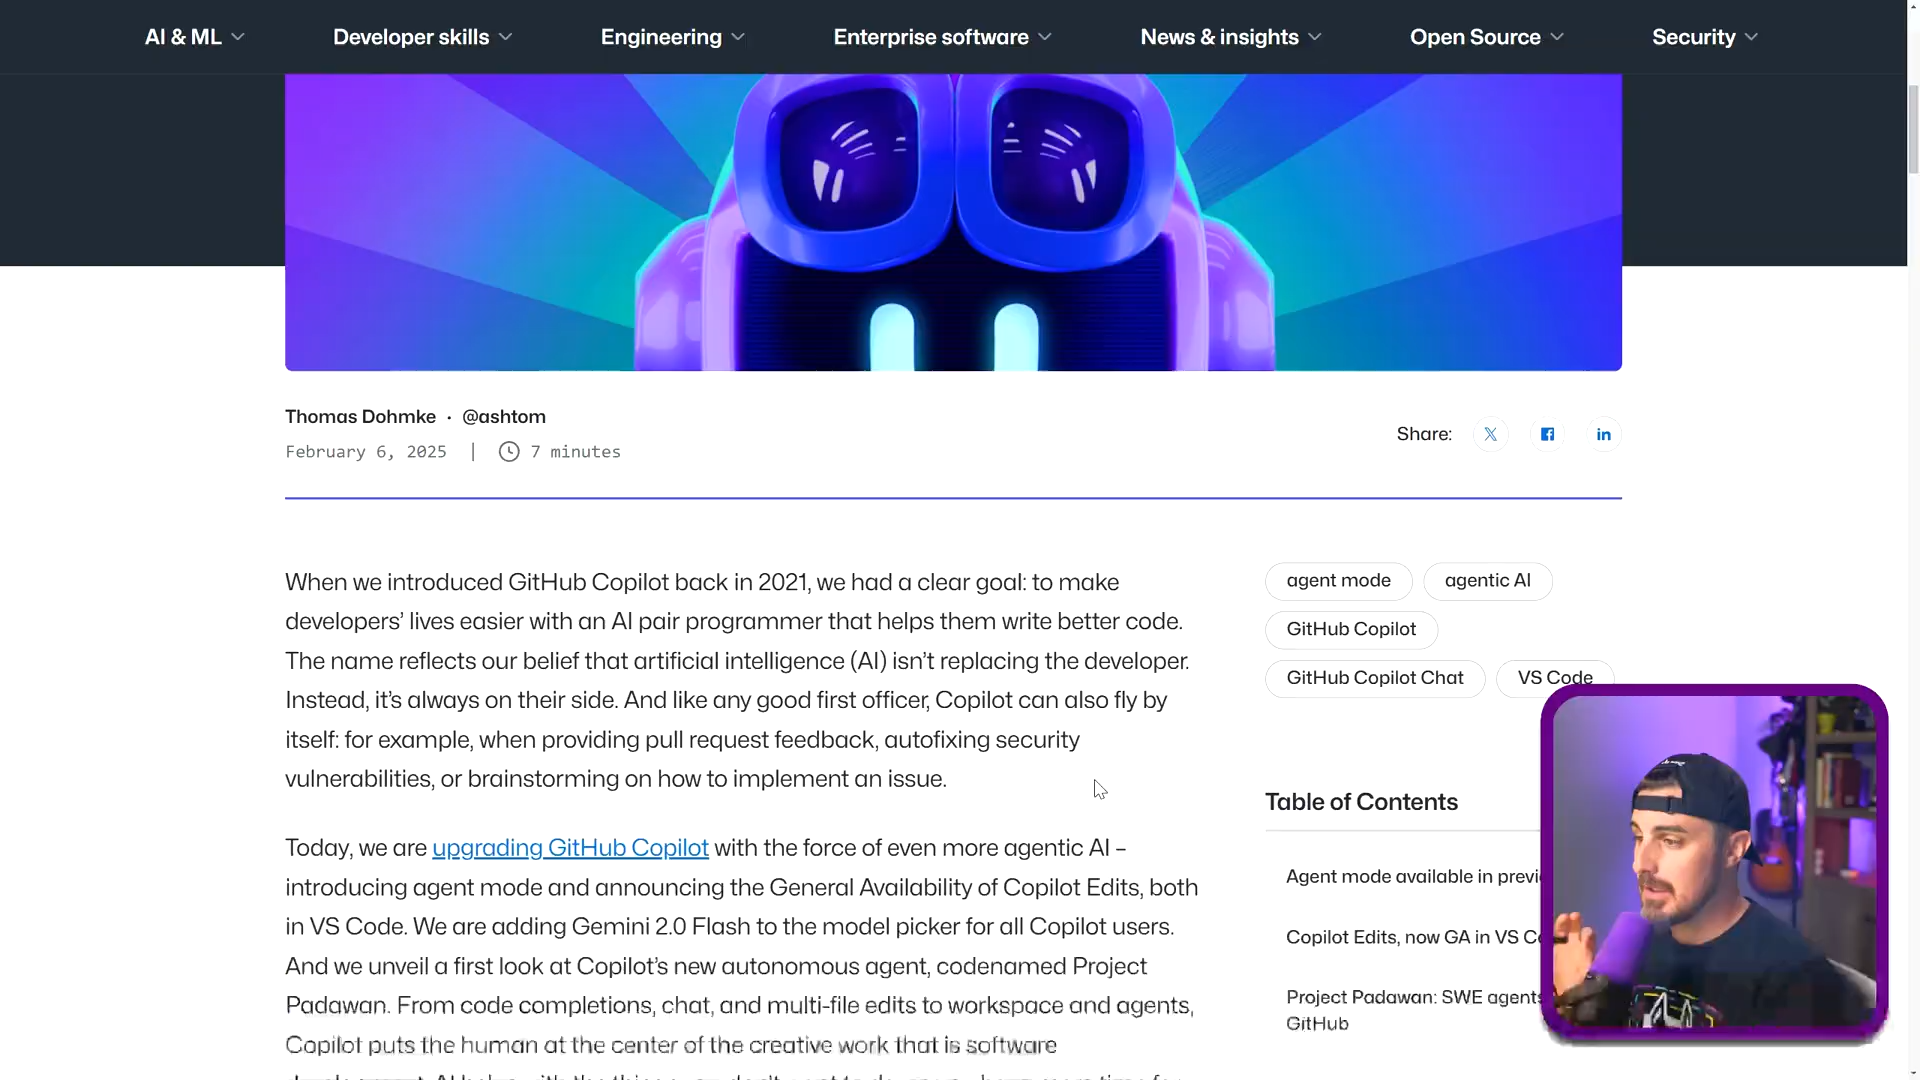 AI & ML
Developer skills
Engineering
Enterprise software
News & insights
Open Source
Security
Thomas Dohmke · @ashtom
February 6, 2025 | 7 minutes
Share:
When we introduced GitHub Copilot back in 2021, we had a clear goal: to make
developers’ lives easier with an AI pair programmer that helps them write better code.
The name reflects our belief that artificial intelligence (AI) isn’t replacing the developer.
Instead, it’s always on their side. And like any good first officer, Copilot can also fly by
itself: for example, when providing pull request feedback, autofixing security
vulnerabilities, or brainstorming on how to implement an issue.
Today, we are upgrading GitHub Copilot with the force of even more agentic AI –
introducing agent mode and announcing the General Availability of Copilot Edits, both
in VS Code. We are adding Gemini 2.0 Flash to the model picker for all Copilot users.
And we unveil a first look at Copilot’s new autonomous agent, codenamed Project
Padawan. From code completions, chat, and multi-file edits to workspace and agents,
Copilot puts the human at the center of the creative work that is software
agent mode
agentic AI
GitHub Copilot
GitHub Copilot Chat
VS Code
Table of Contents
Agent mode available in previ
Copilot Edits, now GA in VS Co
Project Padawan: SWE agents
GitHub